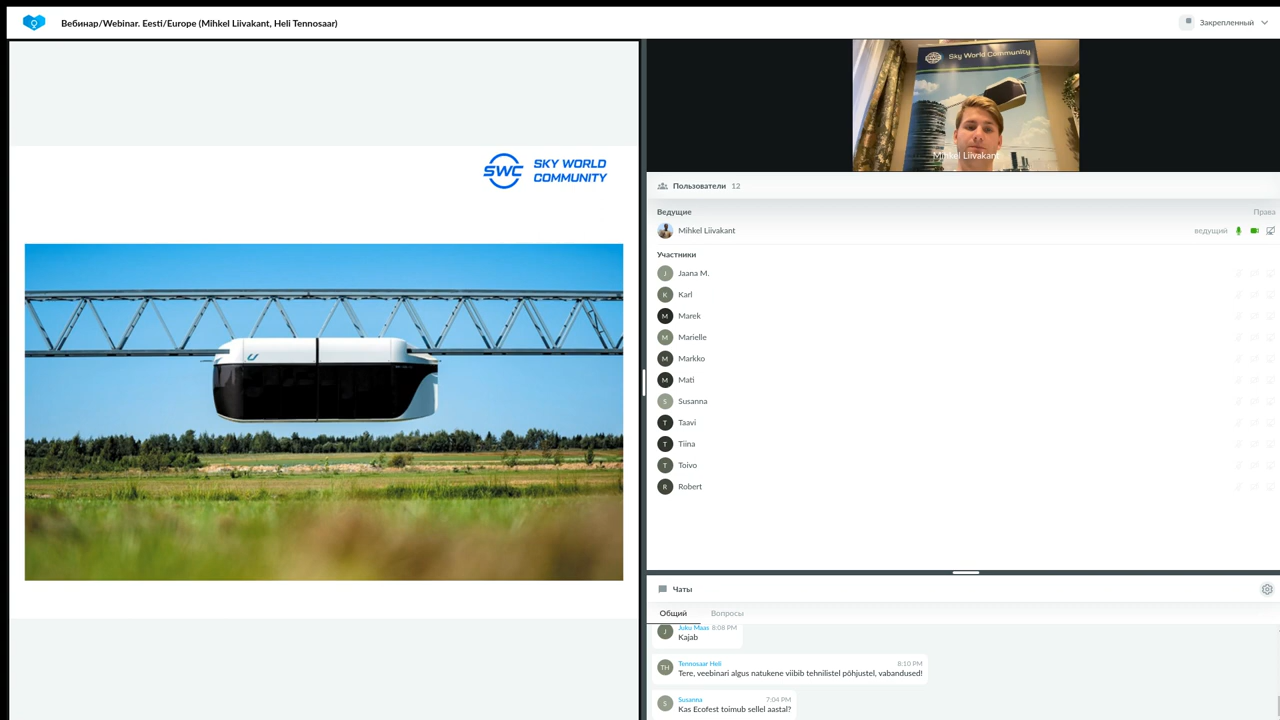 Вебинар/Webinar. Eesti/Europe (Mihkel Liivakant, Heli Tennosaar)
Закрепленный
SWC
SKY WORLD
COMMUNITY
Sky World Community
Mihkel Liivakant
Пользователи 12
Ведущие
Права
Mihkel Liivakant
ведущий
Участники
J Jaana M.
K Karl
M Marek
M Marielle
M Markko
M Mati
S Susanna
T Taavi
T Tiina
T Toivo
R Robert
Чаты
Общий
Вопросы
J
Juku Maas 8:08 PM
Kajab
TH
Tennosaar Heli 8:10 PM
Tere, veebinari algus natukene viibib tehnilistel põhjustel, vabandused!
S
Susanna 7:04 PM
Kas Ecofest toimub sellel aastal?